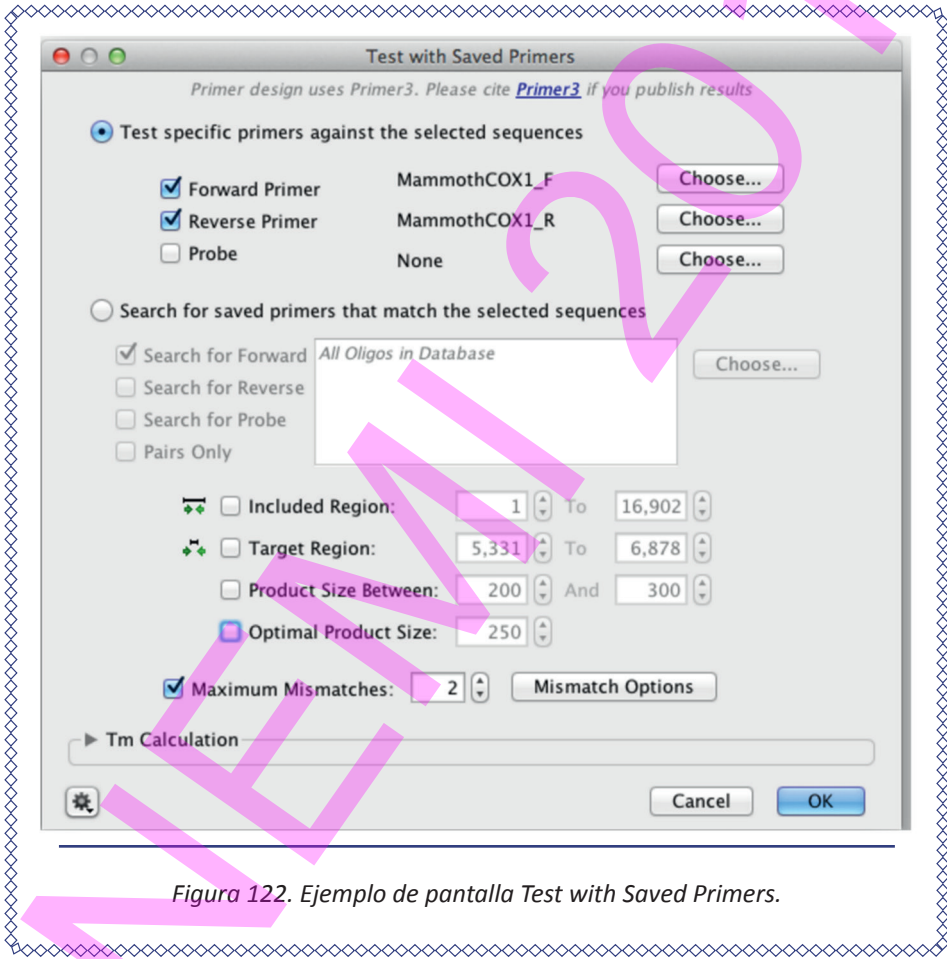 Test with Saved Primers
Primer design uses Primer3. Please cite Primer3 if you publish results
Test specific primers against the selected sequences
Forward Primer MammothCOX1_F Choose...
Reverse Primer MammothCOX1_R Choose...
Probe None Choose...
Search for saved primers that match the selected sequences
Search for Forward All Oligos in Database Choose...
Search for Reverse
Search for Probe
Pairs Only
Included Region: 1 To 16,902
Target Region: 5,331 To 6,878
Product Size Between: 200 And 300
Optimal Product Size: 250
Maximum Mismatches: 2 Mismatch Options
Tm Calculation
Cancel OK
Figura 122. Ejemplo de pantalla Test with Saved Primers.
NEMI 2